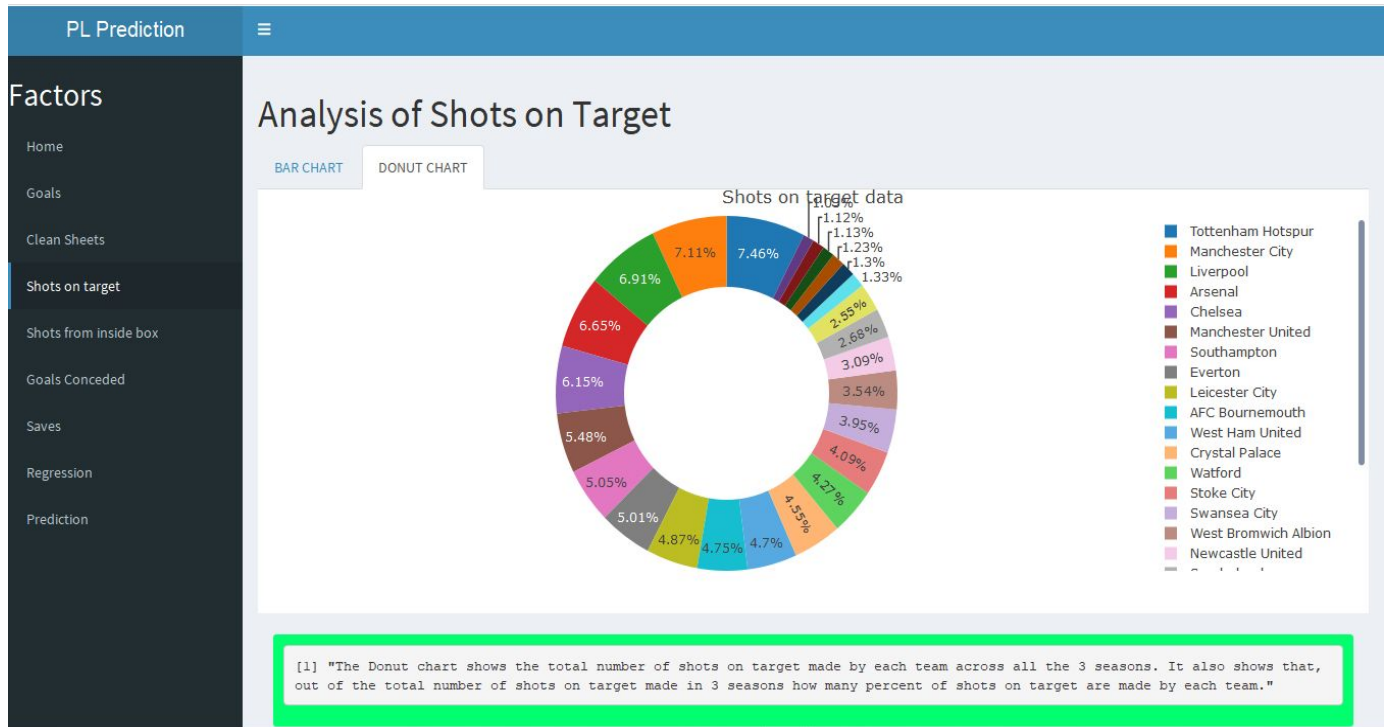 PL Prediction
Factors
Home
Goals
Clean Sheets
Shots on target
Shots from inside box
Goals Conceded
Saves
Regression
Prediction
Analysis of Shots on Target
BAR CHART
DONUT CHART
Shots on target data
7.46%
7.11%
6.91%
6.65%
6.15%
5.48%
5.05%
5.01%
4.87%
4.75%
4.7%
4.55%
4.27%
4.09%
3.95%
3.54%
3.09%
2.68%
2.55%
1.33%
1.3%
1.23%
1.13%
1.12%
Tottenham Hotspur
Manchester City
Liverpool
Arsenal
Chelsea
Manchester United
Southampton
Everton
Leicester City
AFC Bournemouth
West Ham United
Crystal Palace
Watford
Stoke City
Swansea City
West Bromwich Albion
Newcastle United
[1] "The Donut chart shows the total number of shots on target made by each team across all the 3 seasons. It also shows that,
out of the total number of shots on target made in 3 seasons how many percent of shots on target are made by each team."